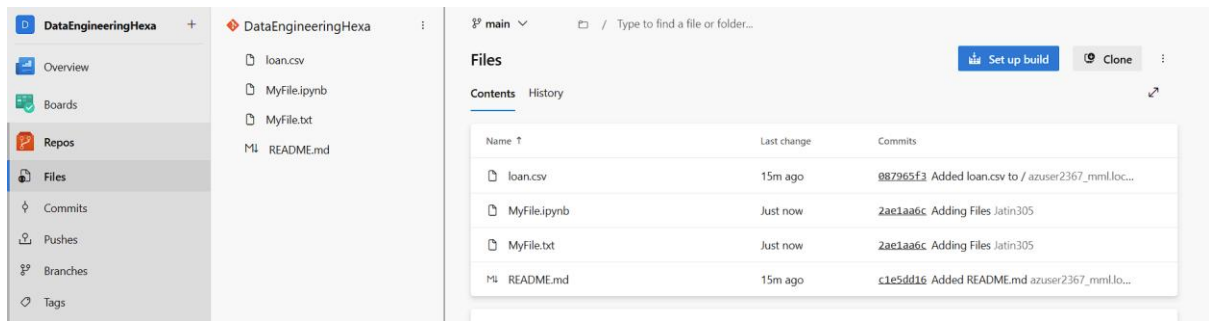 D DataEngineeringHexa +
Overview
Boards
Repos
Files
Commits
Pushes
Branches
Tags
DataEngineeringHexa
loan.csv
MyFile.ipynb
MyFile.txt
M↓ README.md
main / Type to find a file or folder...
Files Set up build Clone
Contents History
Name ↑ Last change Commits
loan.csv 15m ago 087965f3 Added loan.csv to / azuser2367_mml.loc...
MyFile.ipynb Just now 2ae1aa6c Adding Files Jatin305
MyFile.txt Just now 2ae1aa6c Adding Files Jatin305
M↓ README.md 15m ago c1e5dd16 Added README.md azuser2367_mml.lo...